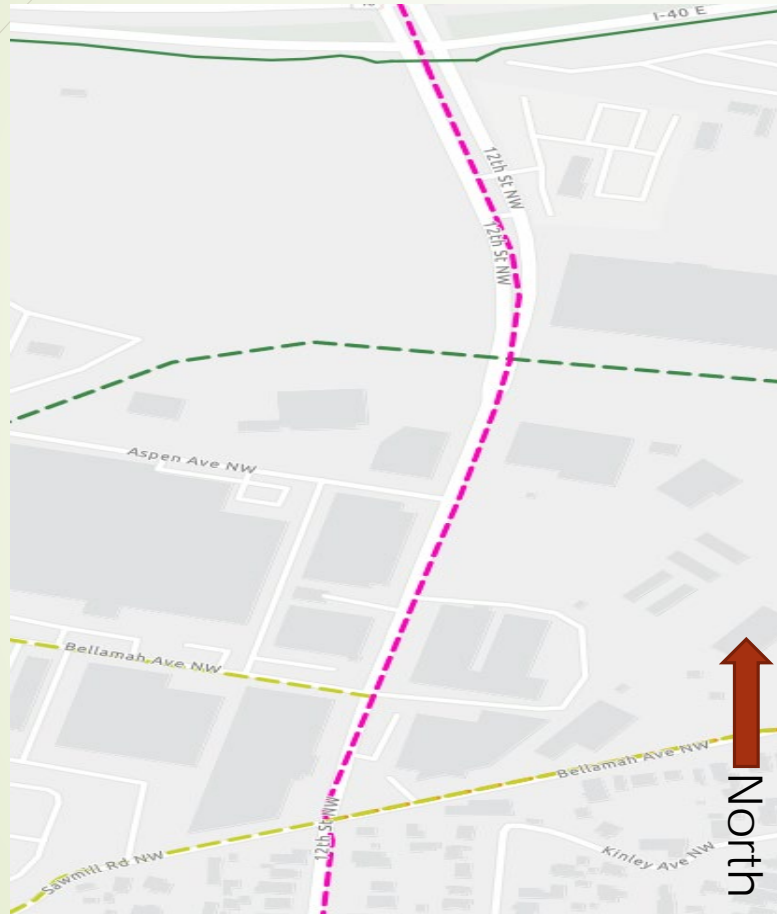 I-40 E
12th St NW
12th St NW
Aspen Ave NW
Bellamah Ave NW
Bellamah Ave NW
12th St NW
Sawmill Rd NW
Kinley Ave NW
North